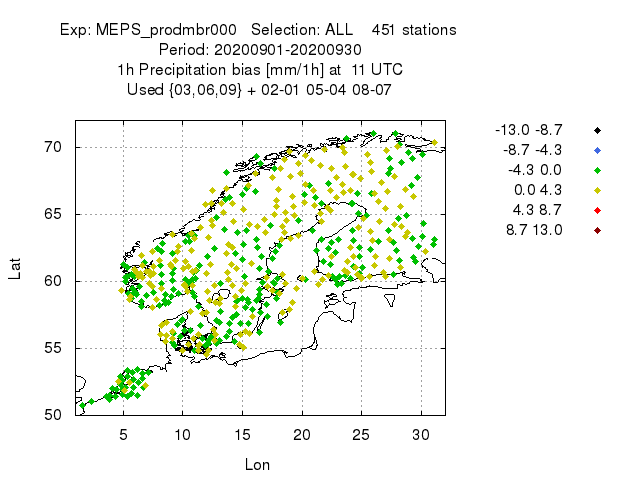 Exp: MEPS_prodmbr000   Selection: ALL    451 stations
Period: 20200901-20200930
1h Precipitation bias [mm/1h] at  11 UTC
Used {03,06,09} + 02-01 05-04 08-07
-13.0 -8.7
-8.7 -4.3
-4.3 0.0
0.0 4.3
4.3 8.7
8.7 13.0
70
65
60
55
50
Lat
5 10 15 20 25 30
Lon